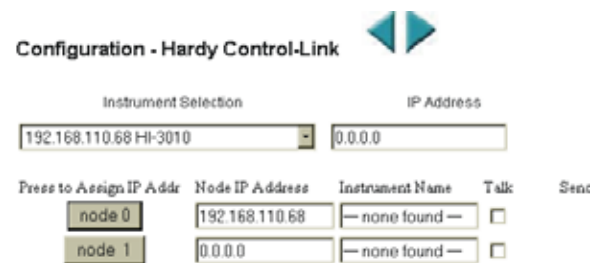 Configuration - Hardy Control-Link
Instrument Selection IP Address
192.168.110.68 HI-3010 0.0.0.0
Press to Assign IP Addr Node IP Address Instrument Name Talk Send
node 0 192.168.110.68 — none found —
node 1 0.0.0.0 — none found —